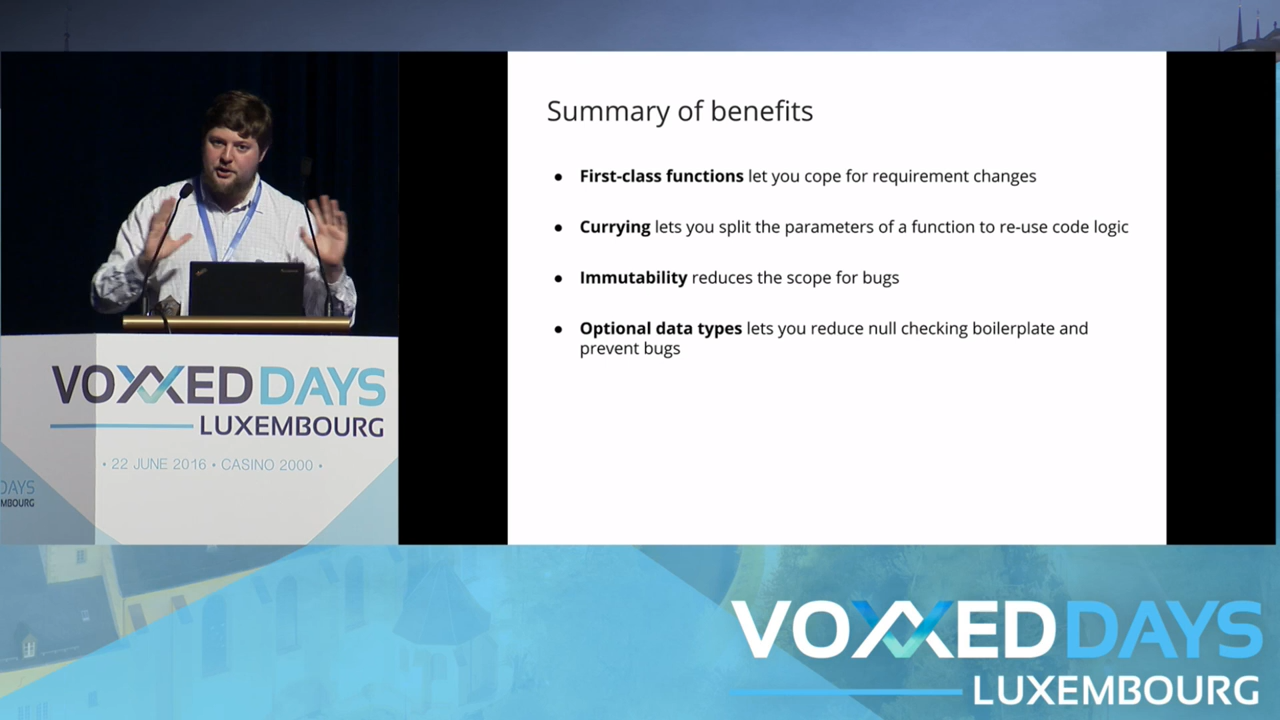 Summary of benefits
● First-class functions let you cope for requirement changes
● Currying lets you split the parameters of a function to re-use code logic
● Immutability reduces the scope for bugs
● Optional data types lets you reduce null checking boilerplate and
prevent bugs
VOXXED DAYS
LUXEMBOURG
• 22 JUNE 2016 • CASINO 2000 •
DAYS
MBOURG
VOXXED DAYS
LUXEMBOURG